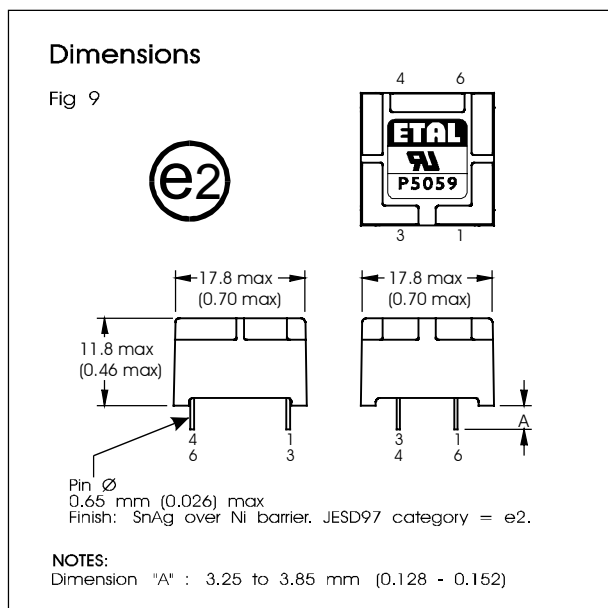 Dimensions
Fig 9
e2
4 6
ETAL
P5059
3 1
17.8 max
(0.70 max)
17.8 max
(0.70 max)
11.8 max
(0.46 max)
A
4 1
6 3
3 1
4 6
Pin Ø
0.65 mm (0.026) max
Finish: SnAg over Ni barrier. JESD97 category = e2.
NOTES:
Dimension "A" : 3.25 to 3.85 mm (0.128 - 0.152)